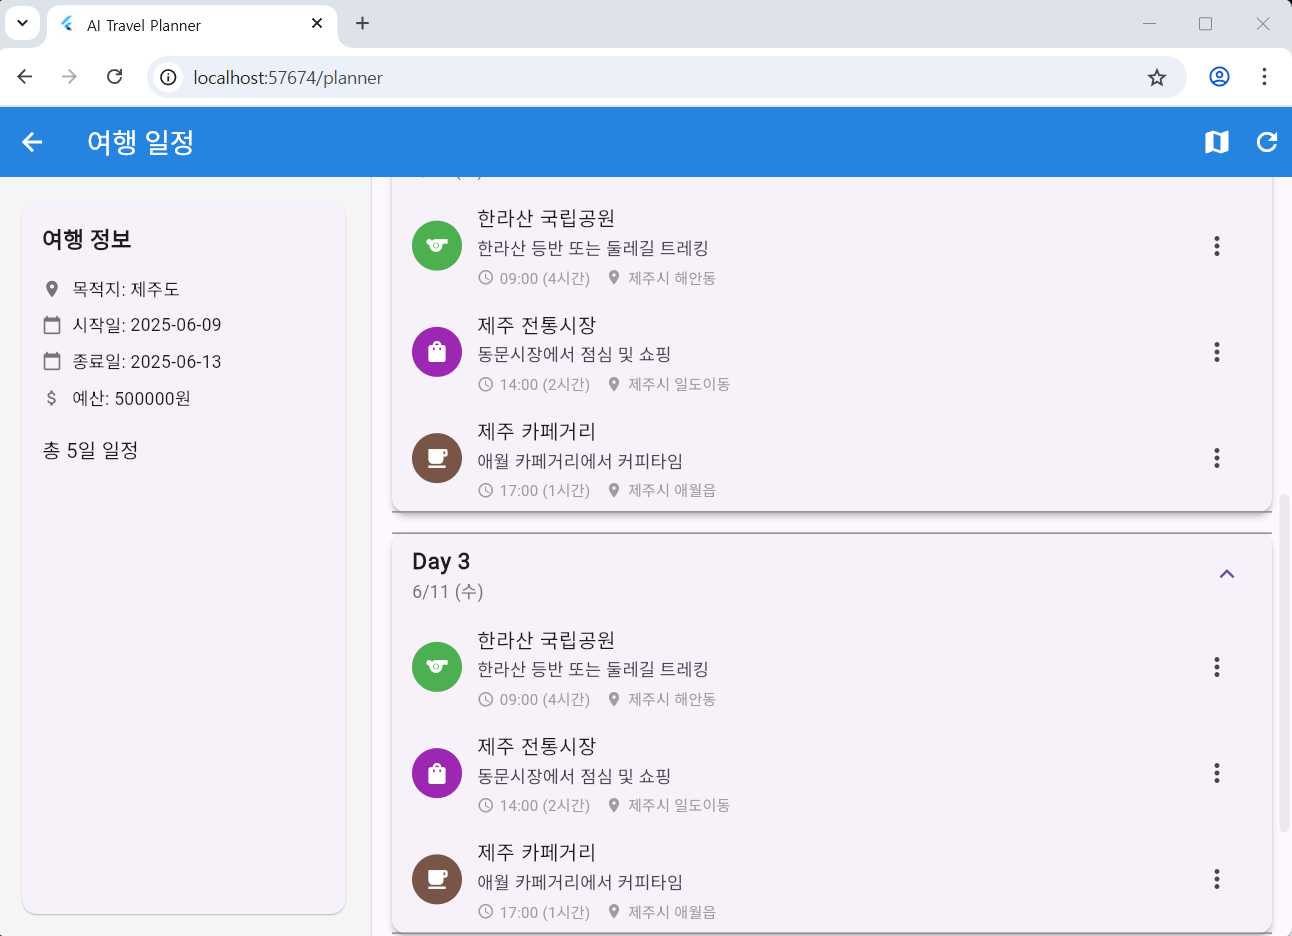 AI Travel Planner
localhost:57674/planner
여행 일정
여행 정보
목적지: 제주도
시작일: 2025-06-09
종료일: 2025-06-13
예산: 500000원
총 5일 일정
한라산 국립공원
한라산 등반 또는 둘레길 트레킹
09:00 (4시간) 제주시 해안동
제주 전통시장
동문시장에서 점심 및 쇼핑
14:00 (2시간) 제주시 일도이동
제주 카페거리
애월 카페거리에서 커피타임
17:00 (1시간) 제주시 애월읍
Day 3
6/11 (수)
한라산 국립공원
한라산 등반 또는 둘레길 트레킹
09:00 (4시간) 제주시 해안동
제주 전통시장
동문시장에서 점심 및 쇼핑
14:00 (2시간) 제주시 일도이동
제주 카페거리
애월 카페거리에서 커피타임
17:00 (1시간) 제주시 애월읍